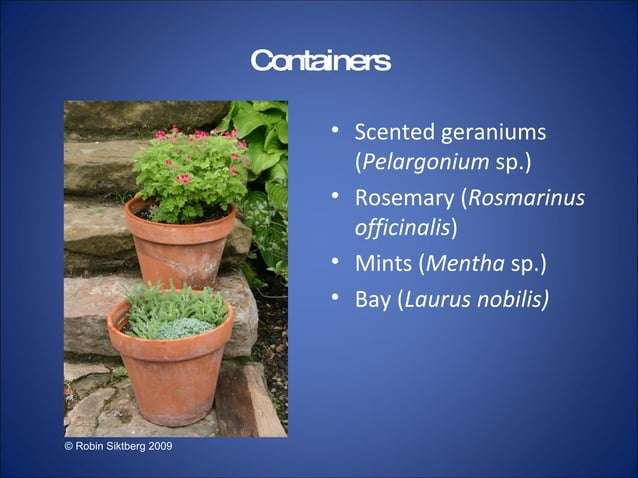 Containers
• Scented geraniums
(Pelargonium sp.)
• Rosemary (Rosmarinus
officinalis)
• Mints (Mentha sp.)
• Bay (Laurus nobilis)
© Robin Siktberg 2009